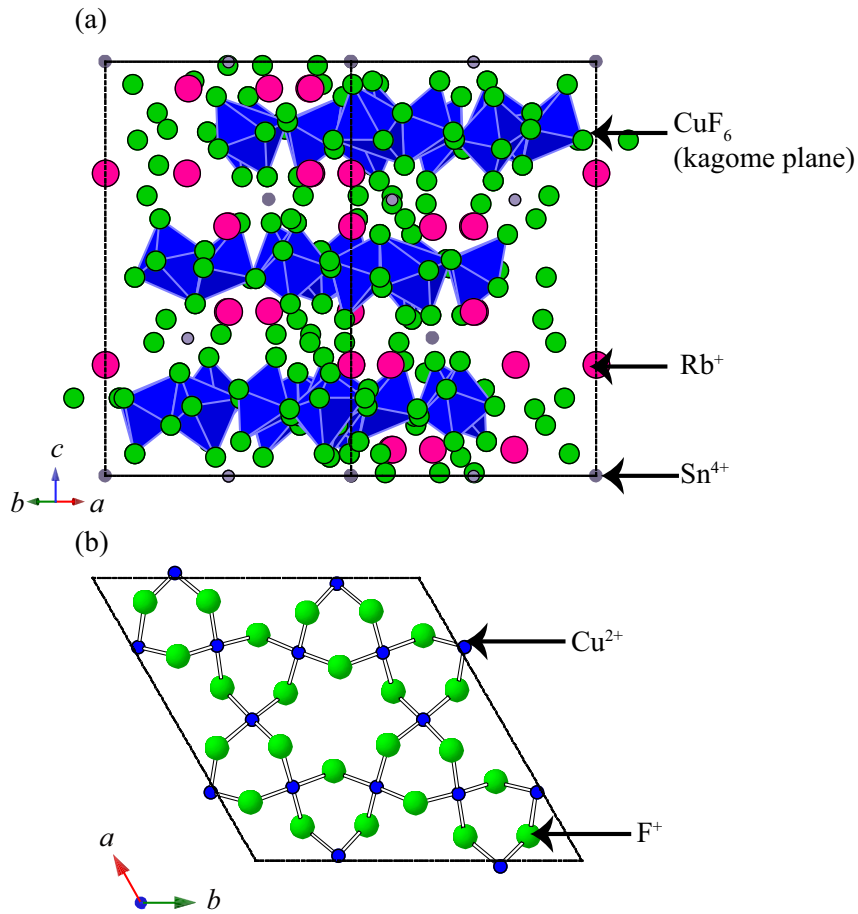 (a)
CuF₆
(kagome plane)
Rb⁺
Sn⁴⁺
c
b a
(b)
Cu²⁺
F⁺
a
b